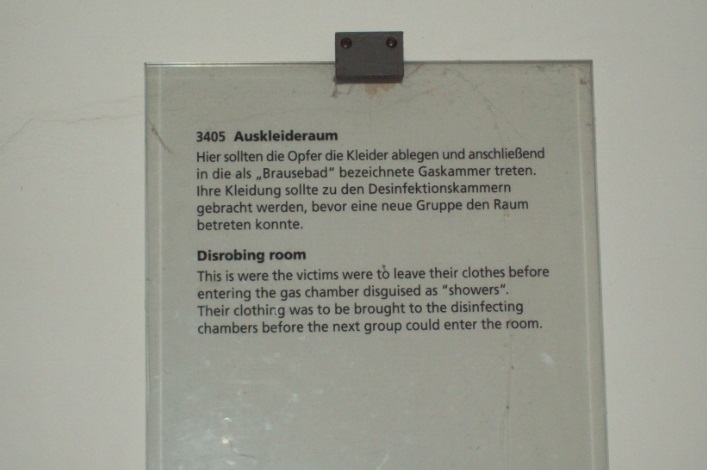 3405 Auskleideraum
Hier sollten die Opfer die Kleider ablegen und anschließend
in die als „Brausebad“ bezeichnete Gaskammer treten.
Ihre Kleidung sollte zu den Desinfektionskammern
gebracht werden, bevor eine neue Gruppe den Raum
betreten konnte.
Disrobing room
This is were the victims were to leave their clothes before
entering the gas chamber disguised as “showers“.
Their clothing was to be brought to the disinfecting
chambers before the next group could enter the room.